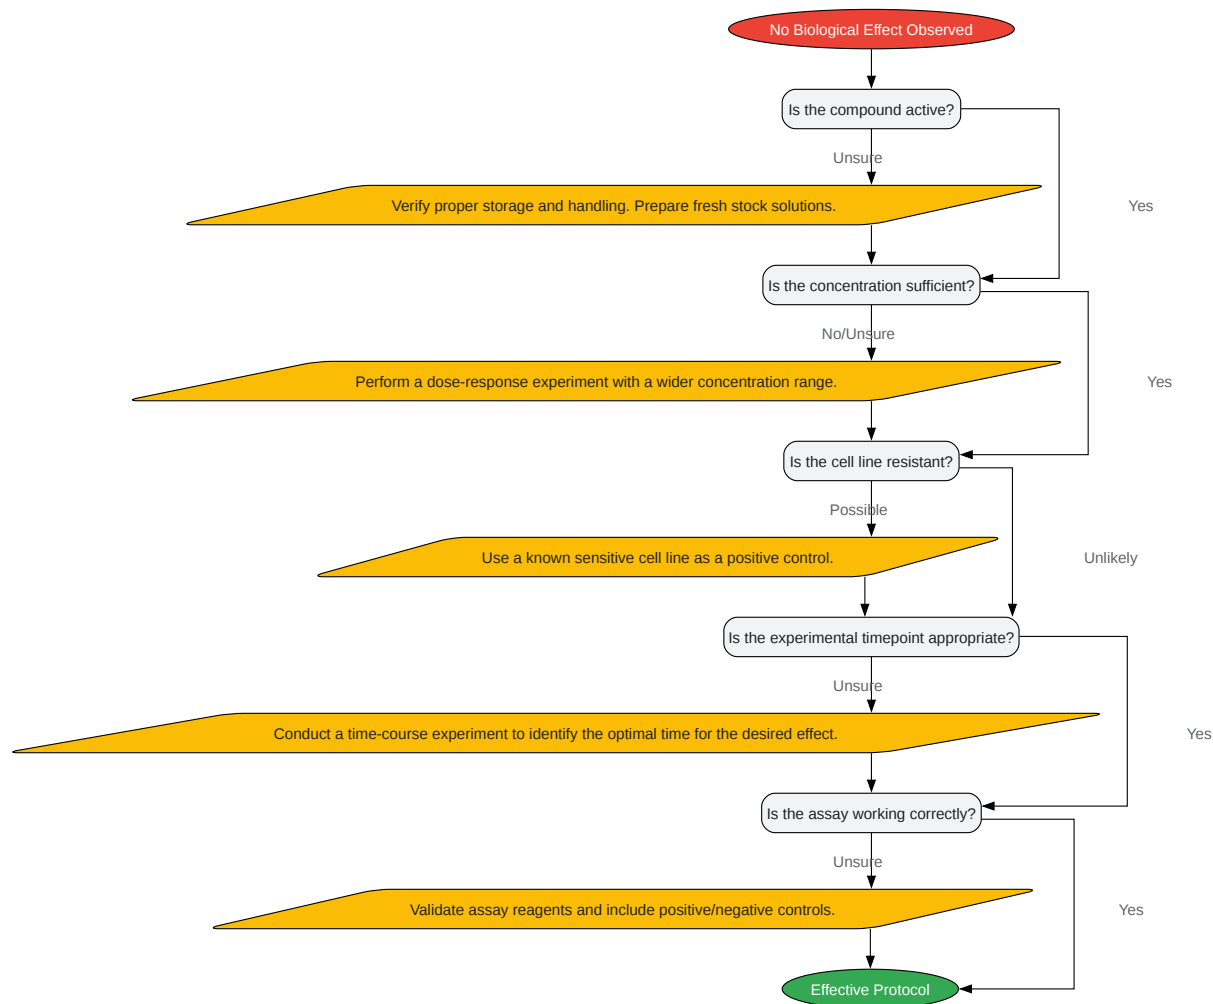 No Biological Effect Observed
Is the compound active?
Unsure
Verify proper storage and handling. Prepare fresh stock solutions.
Yes
Is the concentration sufficient?
No/Unsure
Perform a dose-response experiment with a wider concentration range.
Yes
Is the cell line resistant?
Possible
Use a known sensitive cell line as a positive control.
Unlikely
Is the experimental timepoint appropriate?
Unsure
Conduct a time-course experiment to identify the optimal time for the desired effect.
Yes
Is the assay working correctly?
Unsure
Validate assay reagents and include positive/negative controls.
Yes
Effective Protocol